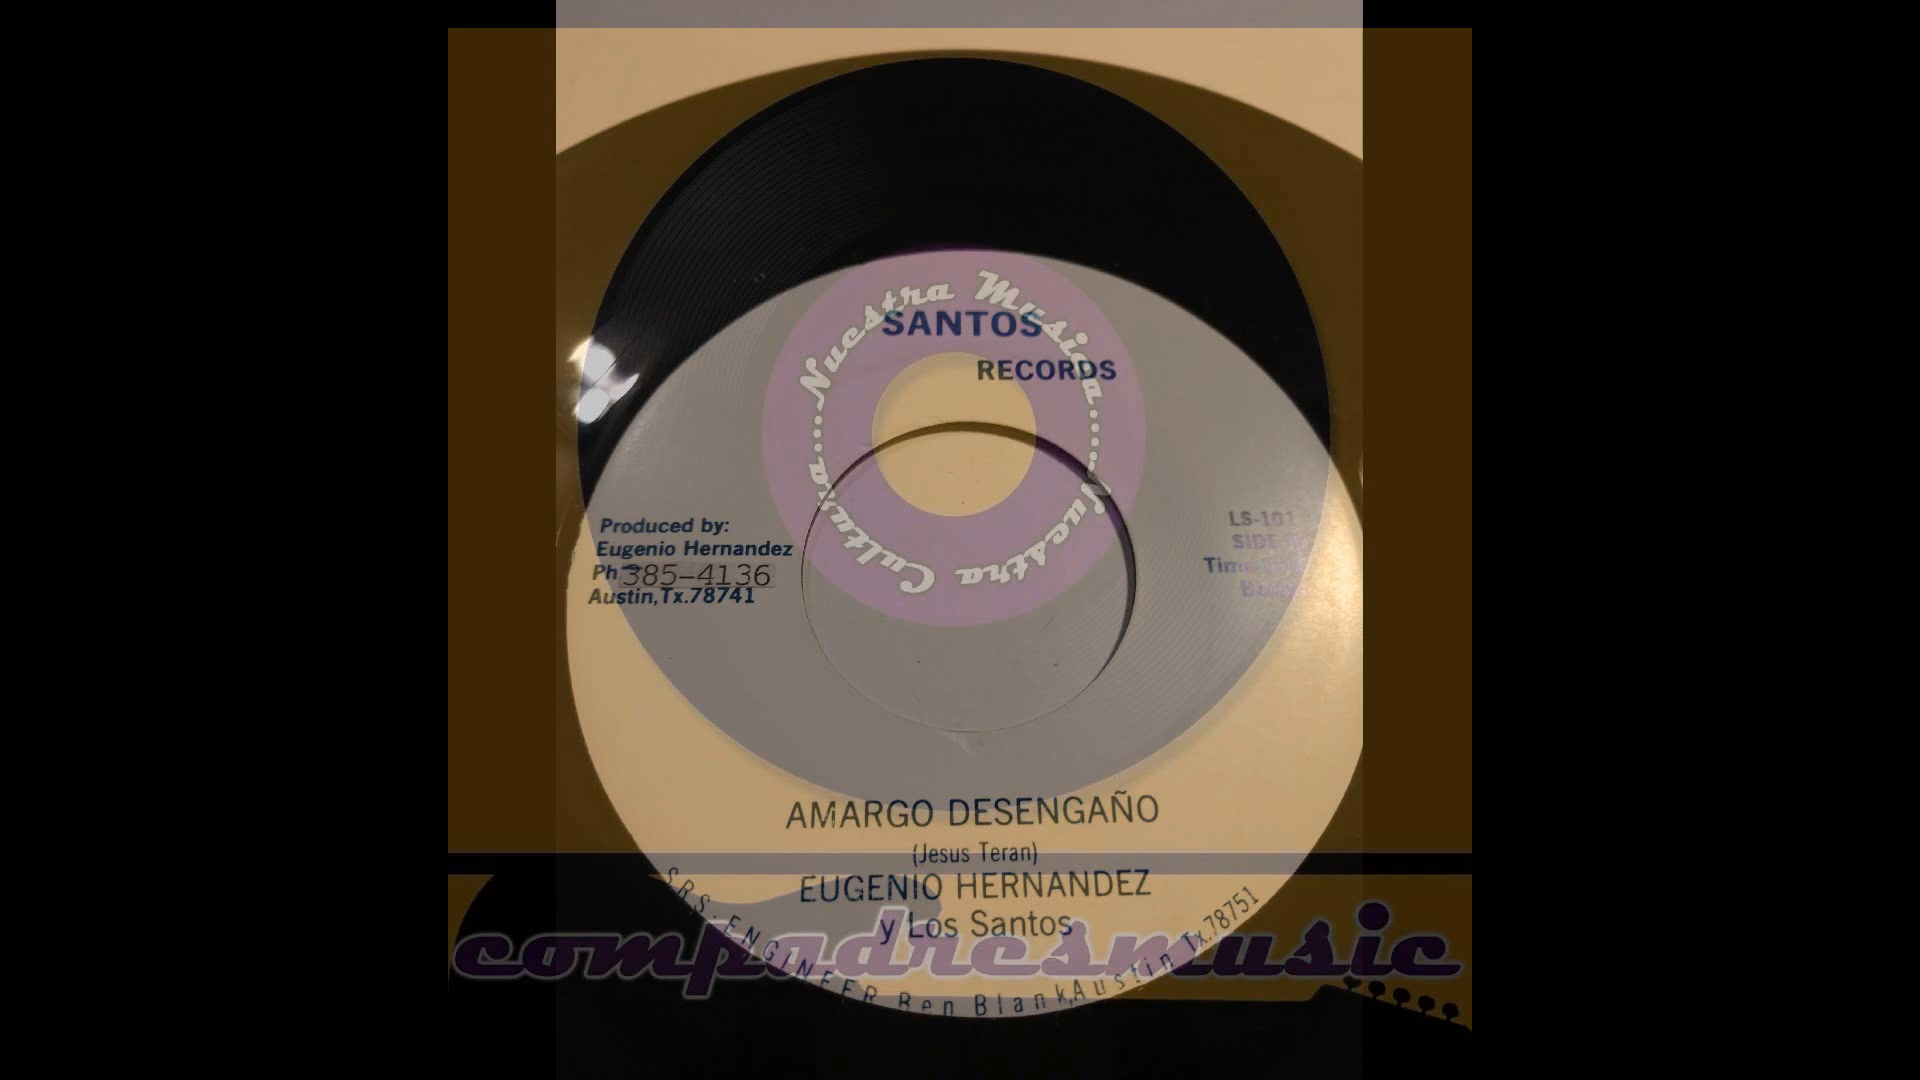 Nuestra Musica....Nuestra Cultura....
SANTOS
RECORDS
Produced by:
Eugenio Hernandez
Ph 385-4136
Austin,Tx.78741
LS-101
SIDE
AMARGO DESENGAÑO
(Jesus Teran)
EUGENIO HERNANDEZ
y Los Santos
S.R.S.-ENGINEER Ben Blank,Austin Tx.78751
compadresmusic